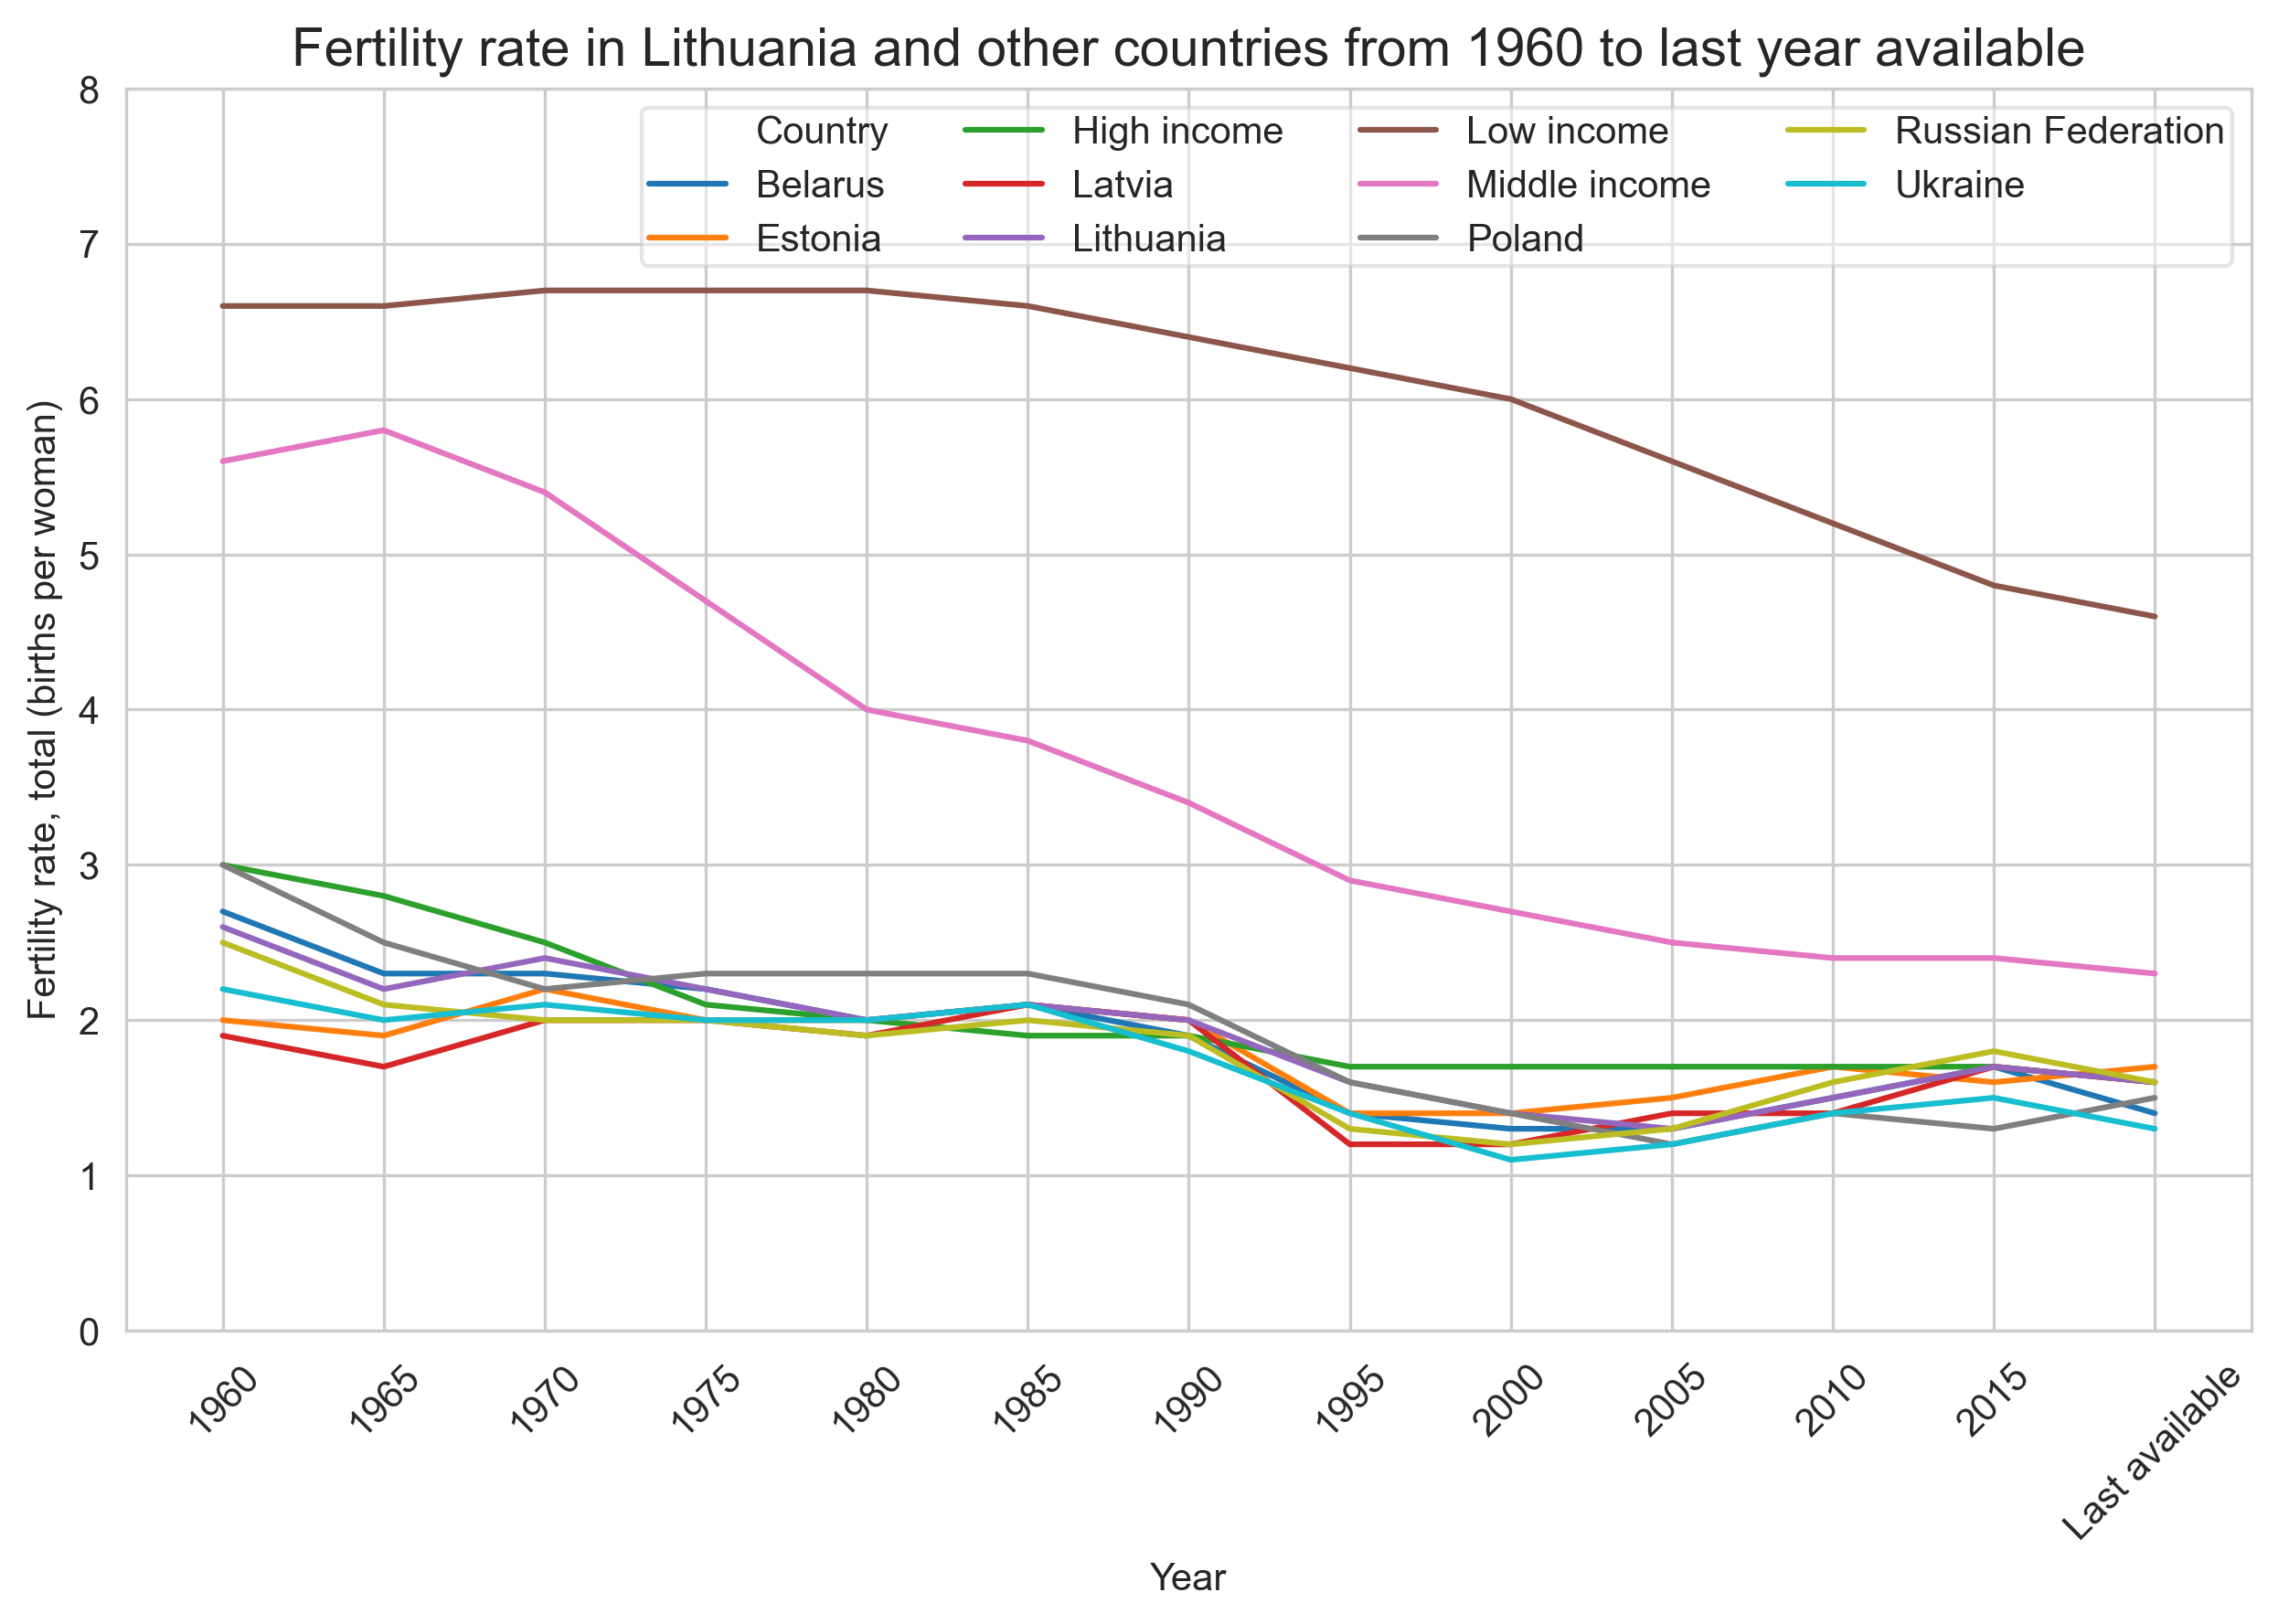 Fertility rate in Lithuania and other countries from 1960 to last year available
Country
Belarus
Estonia
High income
Latvia
Lithuania
Low income
Middle income
Poland
Russian Federation
Ukraine
Fertility rate, total (births per woman)
8
7
6
5
4
3
2
1
0
1960
1965
1970
1975
1980
1985
1990
1995
2000
2005
2010
2015
Last available
Year